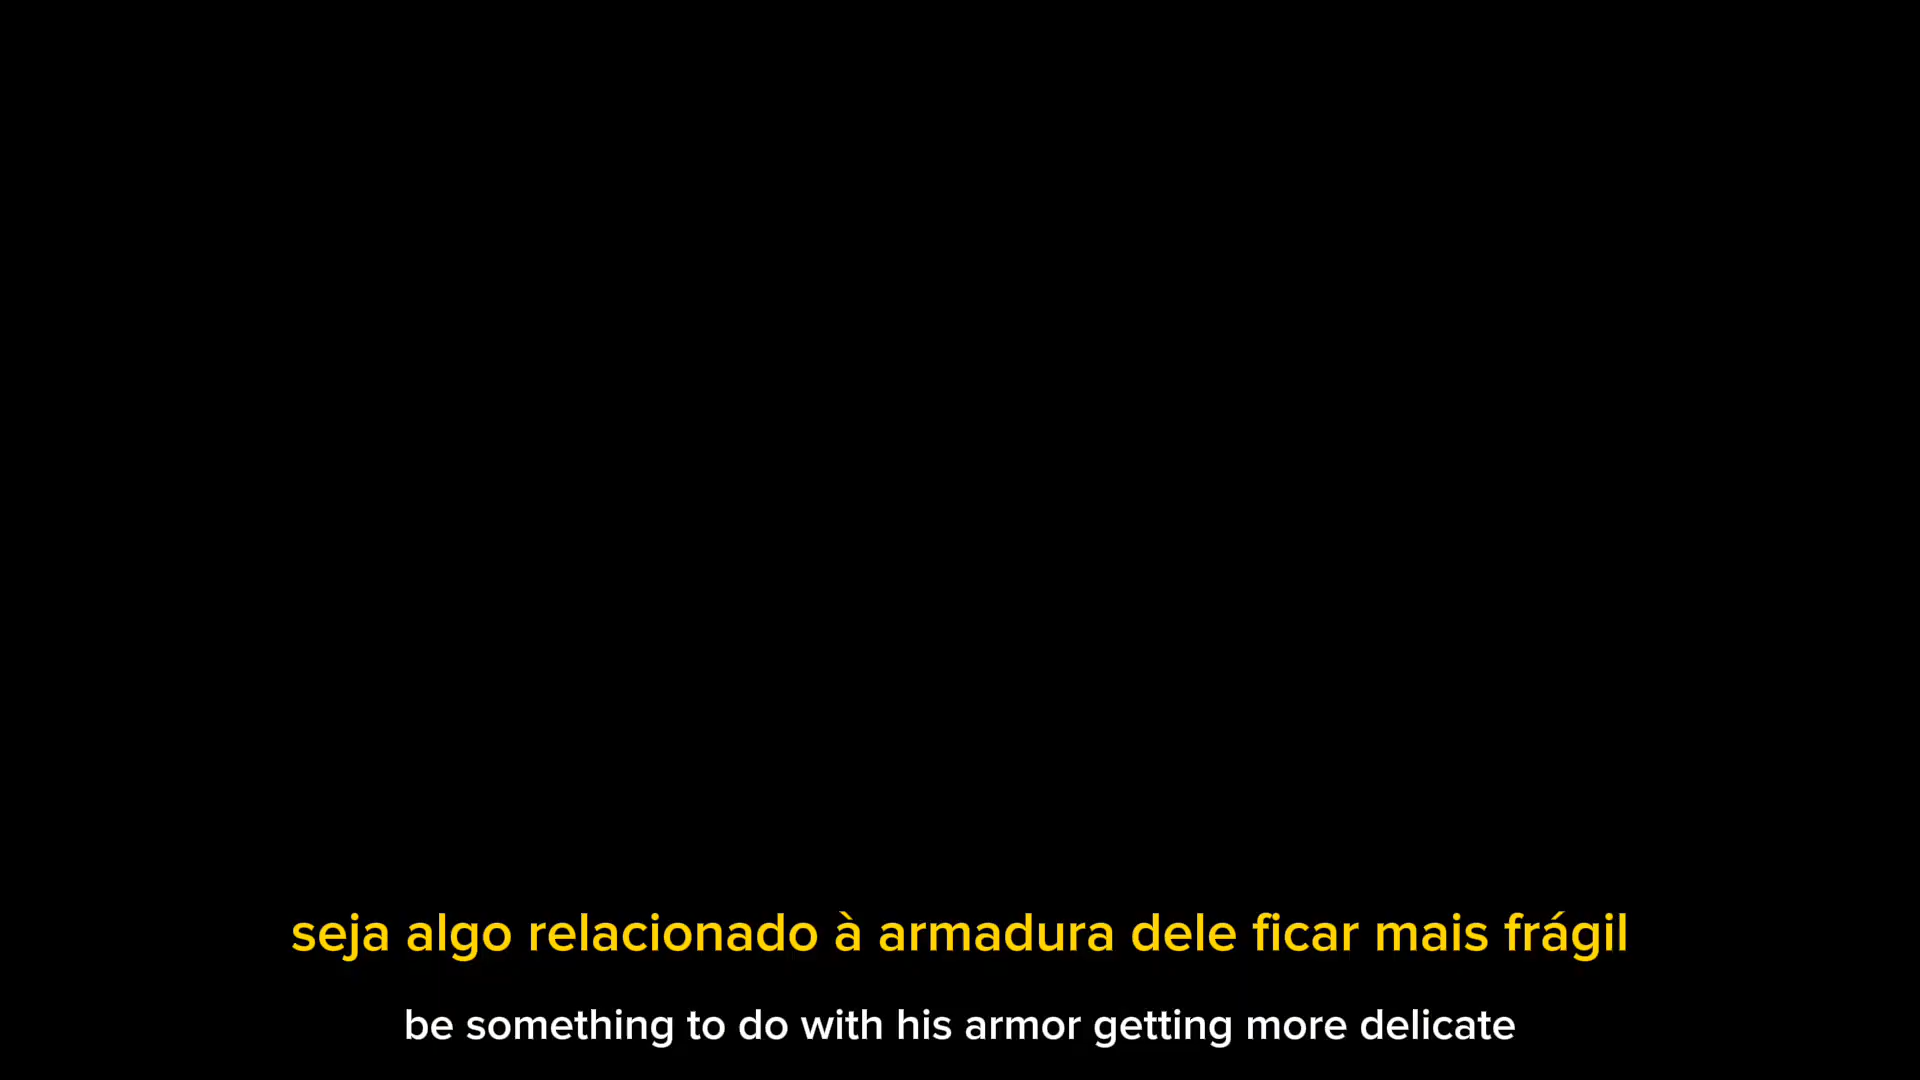 seja algo relacionado à armadura dele ficar mais frágil
be something to do with his armor getting more delicate